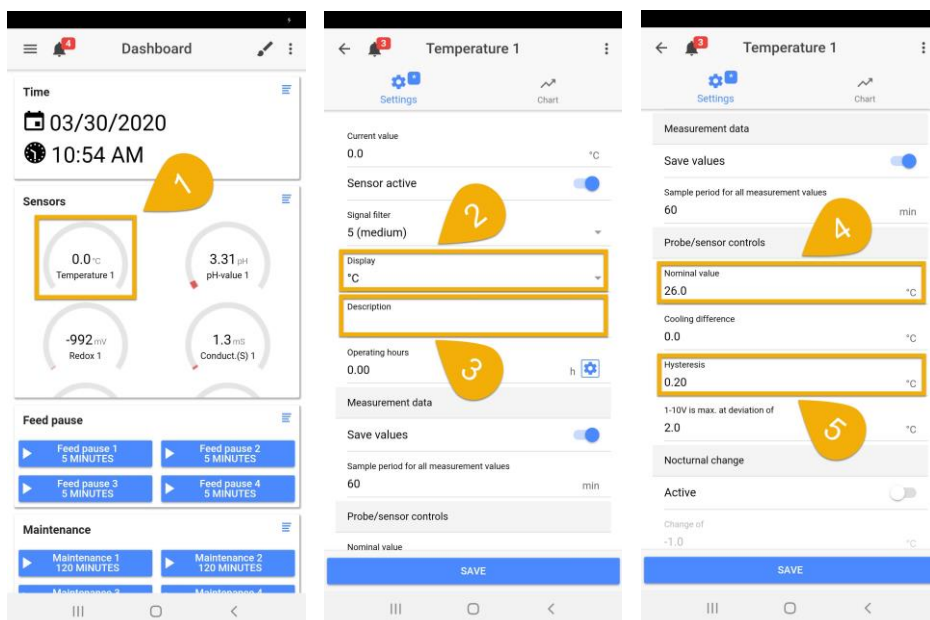 4
Dashboard
Time
03/30/2020
10:54 AM
1
Sensors
0.0 °C
Temperature 1
3.31 pH
pH-value 1
-992 mV
Redox 1
1.3 mS
Conduct.(S) 1
Feed pause
Feed pause 1
5 MINUTES
Feed pause 2
5 MINUTES
Feed pause 3
5 MINUTES
Feed pause 4
5 MINUTES
Maintenance
Maintenance 1
120 MINUTES
Maintenance 2
120 MINUTES
Maintenance 3
Maintenance 4
3
Temperature 1
Settings
Chart
Current value
0.0 °C
Sensor active
2
Signal filter
5 (medium)
Display
°C
Description
3
Operating hours
0.00 h
Measurement data
Save values
Sample period for all measurement values
60 min
Probe/sensor controls
Nominal value
SAVE
3
Temperature 1
Settings
Chart
Measurement data
Save values
Sample period for all measurement values
60 min
4
Probe/sensor controls
Nominal value
26.0 °C
Cooling difference
0.0 °C
Hysteresis
0.20 °C
1-10V is max. at deviation of
2.0 °C
5
Nocturnal change
Active
Change of
-1.0 °C
SAVE